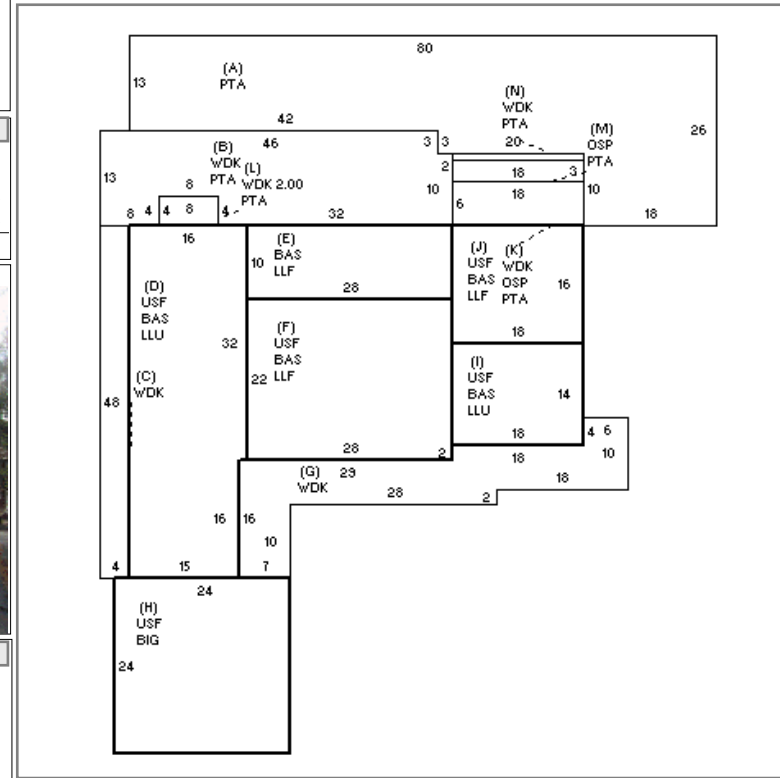 80
13
(A)
PTA
42
(N)
WDK
PTA
(M)
OSP
PTA
26
46
3 3
20
(B)
WDK
PTA
(L)
WDK 2.00
PTA
2
18
3
13
8
10
18
10
6
8 4 4 8 4
32
18
16
(E)
BAS
LLF
10
28
(J)
USF
BAS
LLF
(K)
WDK
OSP
PTA
16
18
(D)
USF
BAS
LLU
32
(F)
USF
BAS
LLF
22
28
2
(C)
WDK
48
(I)
USF
BAS
LLU
14
18
4 6
10
18
18
(G)
WDK
29
28
2
16 16
10
4
15
7
24
(H)
USF
BIG
24